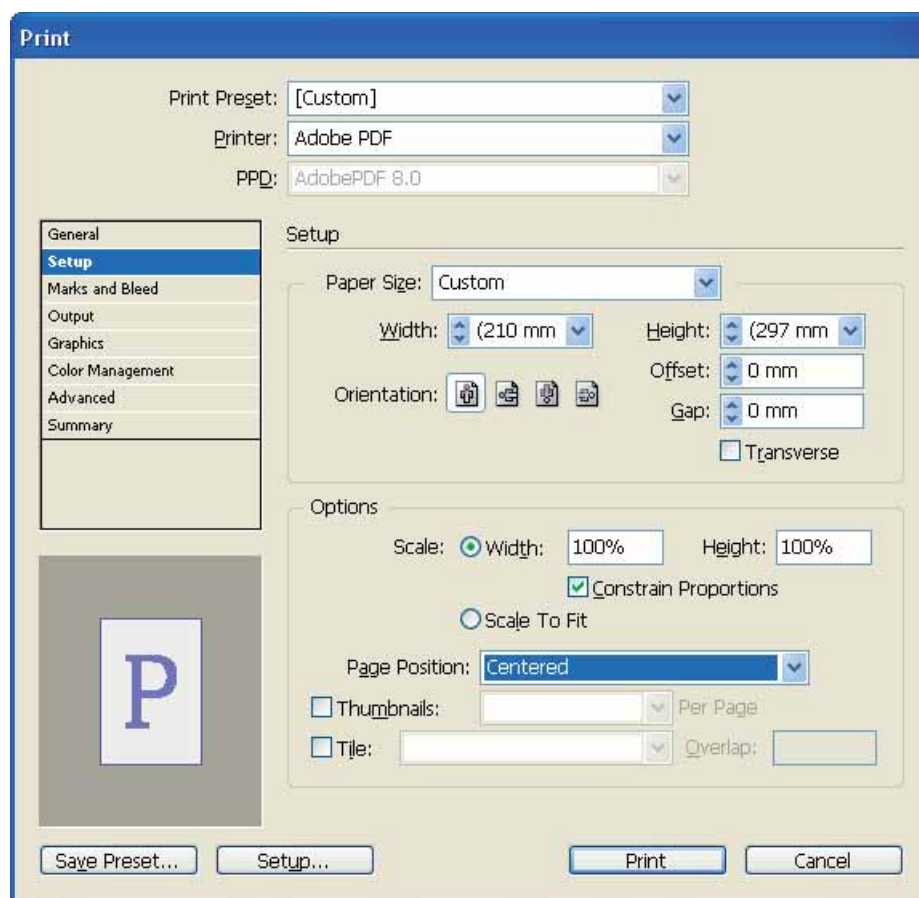 Print
Print Preset: [Custom]
Printer: Adobe PDF
PPD: AdobePDF 8.0
General
Setup
Marks and Bleed
Output
Graphics
Color Management
Advanced
Summary
Setup
Paper Size: Custom
Width: (210 mm Height: (297 mm
Orientation: Offset: 0 mm
Gap: 0 mm
Transverse
Options
Scale: Width: 100% Height: 100%
Constrain Proportions
Scale To Fit
Page Position: Centered
Thumbnails: Per Page
Tile: Overlap:
P
Save Preset... Setup... Print Cancel